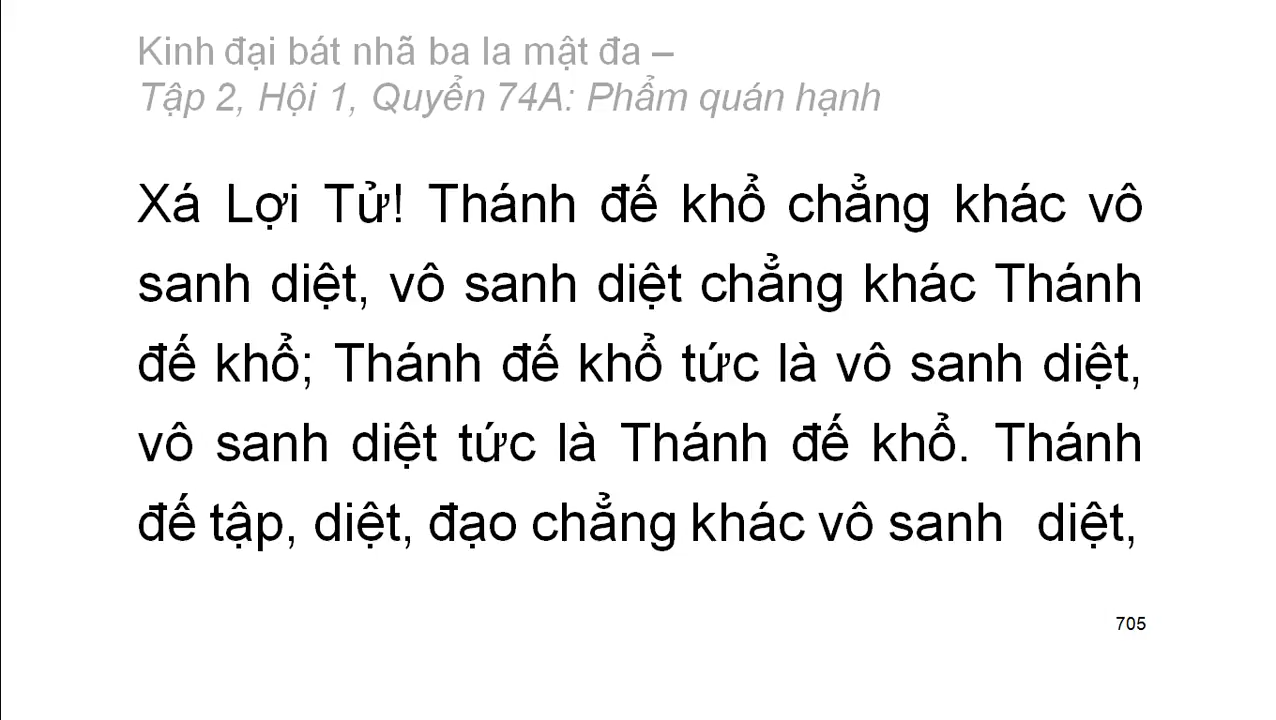 Kinh đại bát nhã ba la mật đa –
Tập 2, Hội 1, Quyển 74A: Phẩm quán hạnh
Xá Lợi Tử! Thánh đế khổ chẳng khác vô
sanh diệt, vô sanh diệt chẳng khác Thánh
đế khổ; Thánh đế khổ tức là vô sanh diệt,
vô sanh diệt tức là Thánh đế khổ. Thánh
đế tập, diệt, đạo chẳng khác vô sanh diệt,
705